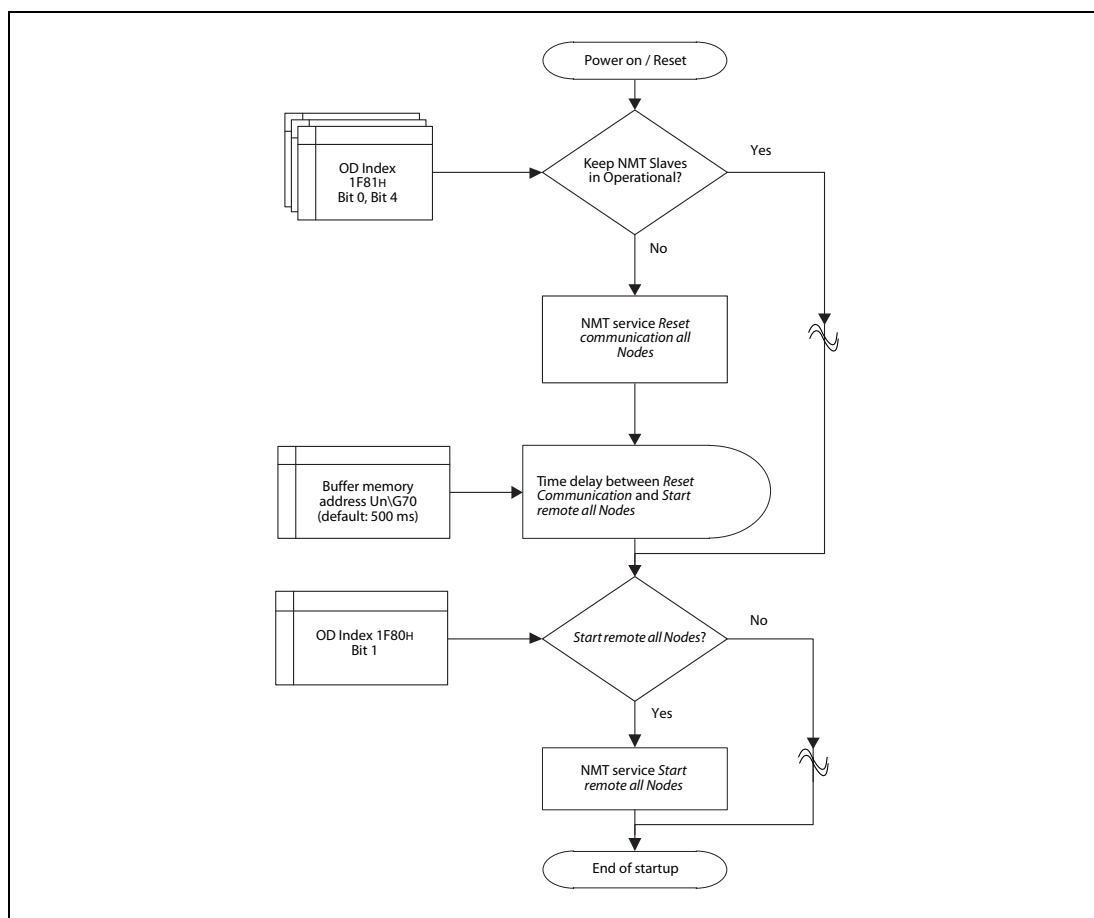 Power on / Reset
Keep NMT Slaves
in Operational?
Yes
OD Index
1F81H
Bit 0, Bit 4
No
NMT service Reset
communication all
Nodes
Buffer memory
address Un\G70
(default: 500 ms)
Time delay between Reset
Communication and Start
remote all Nodes
OD Index 1F80H
Bit 1
Start remote all Nodes?
No
Yes
NMT service Start
remote all Nodes
End of startup